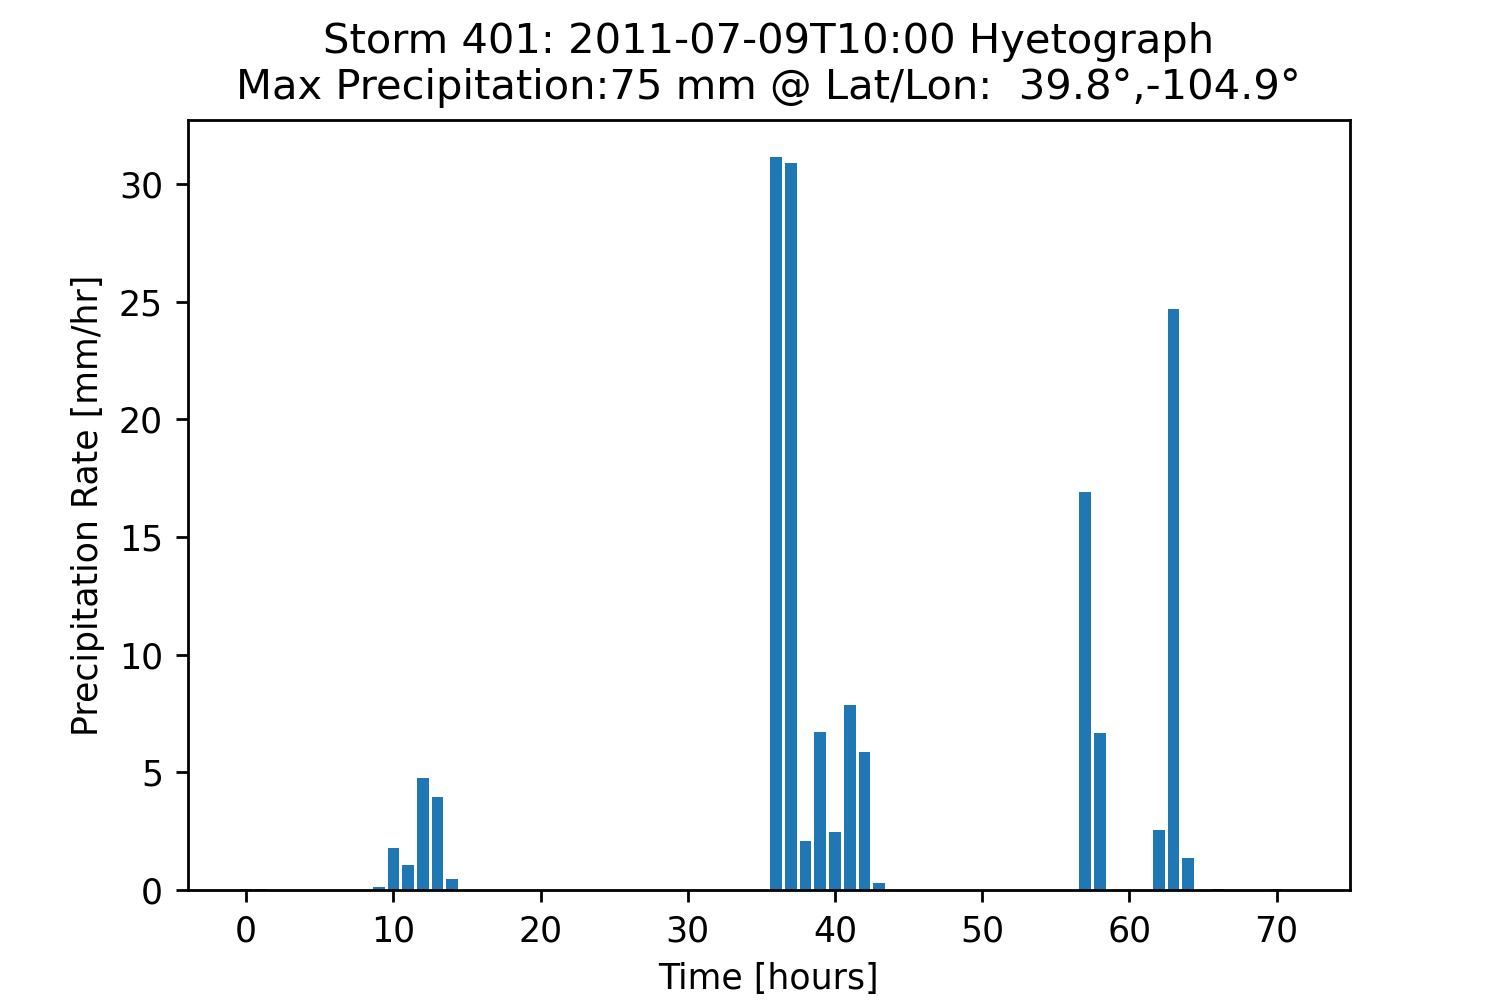 Storm 401: 2011-07-09T10:00 Hyetograph
Max Precipitation:75 mm @ Lat/Lon:  39.8°,-104.9°
Precipitation Rate [mm/hr]
30
25
20
15
10
5
0
0 10 20 30 40 50 60 70
Time [hours]